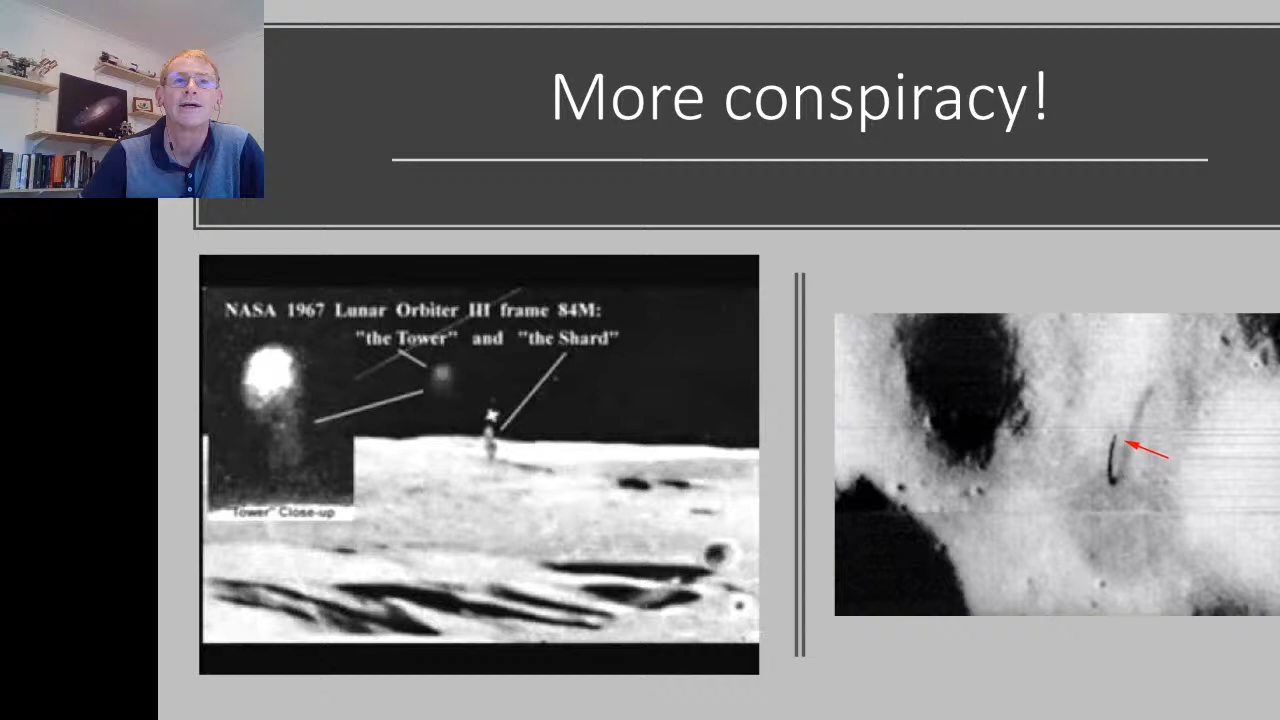 More conspiracy!
NASA 1967 Lunar Orbiter III frame 84M:
"the Tower" and "the Shard"
"Tower" Close-up